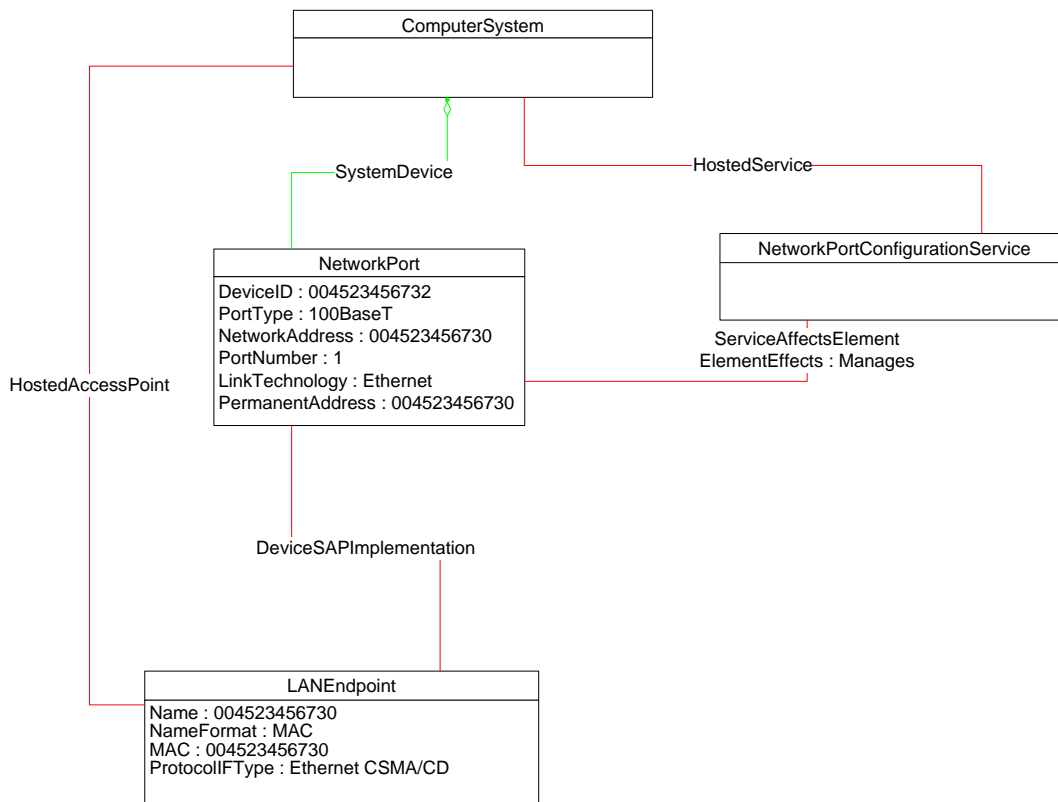 ComputerSystem
SystemDevice
HostedService
NetworkPort
DeviceID : 004523456732
PortType : 100BaseT
NetworkAddress : 004523456730
PortNumber : 1
LinkTechnology : Ethernet
PermanentAddress : 004523456730
NetworkPortConfigurationService
ServiceAffectsElement
ElementEffects : Manages
HostedAccessPoint
DeviceSAPImplementation
LANEndpoint
Name : 004523456730
NameFormat : MAC
MAC : 004523456730
ProtocolIFType : Ethernet CSMA/CD